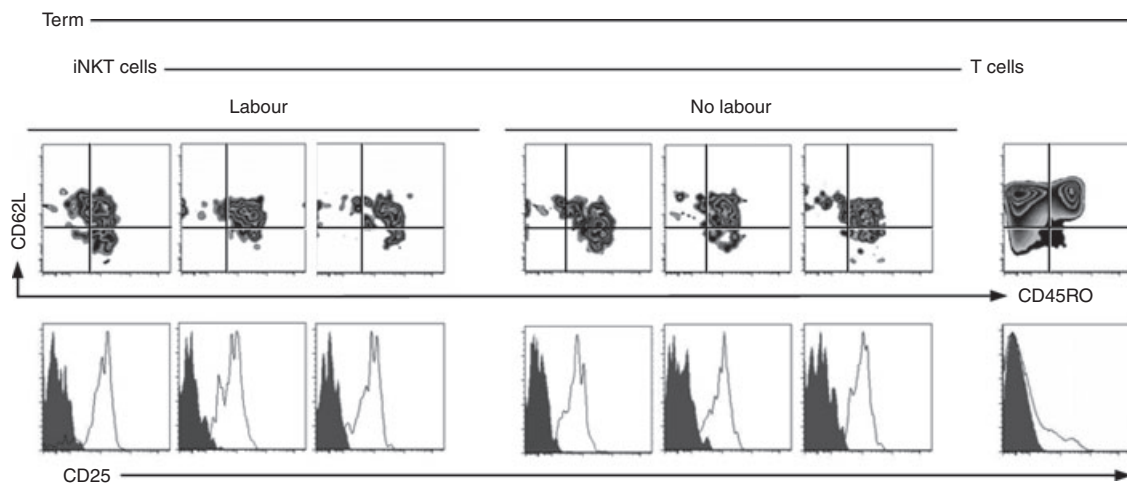 Term
iNKT cells T cells
Labour No labour
CD62L
CD45RO
CD25